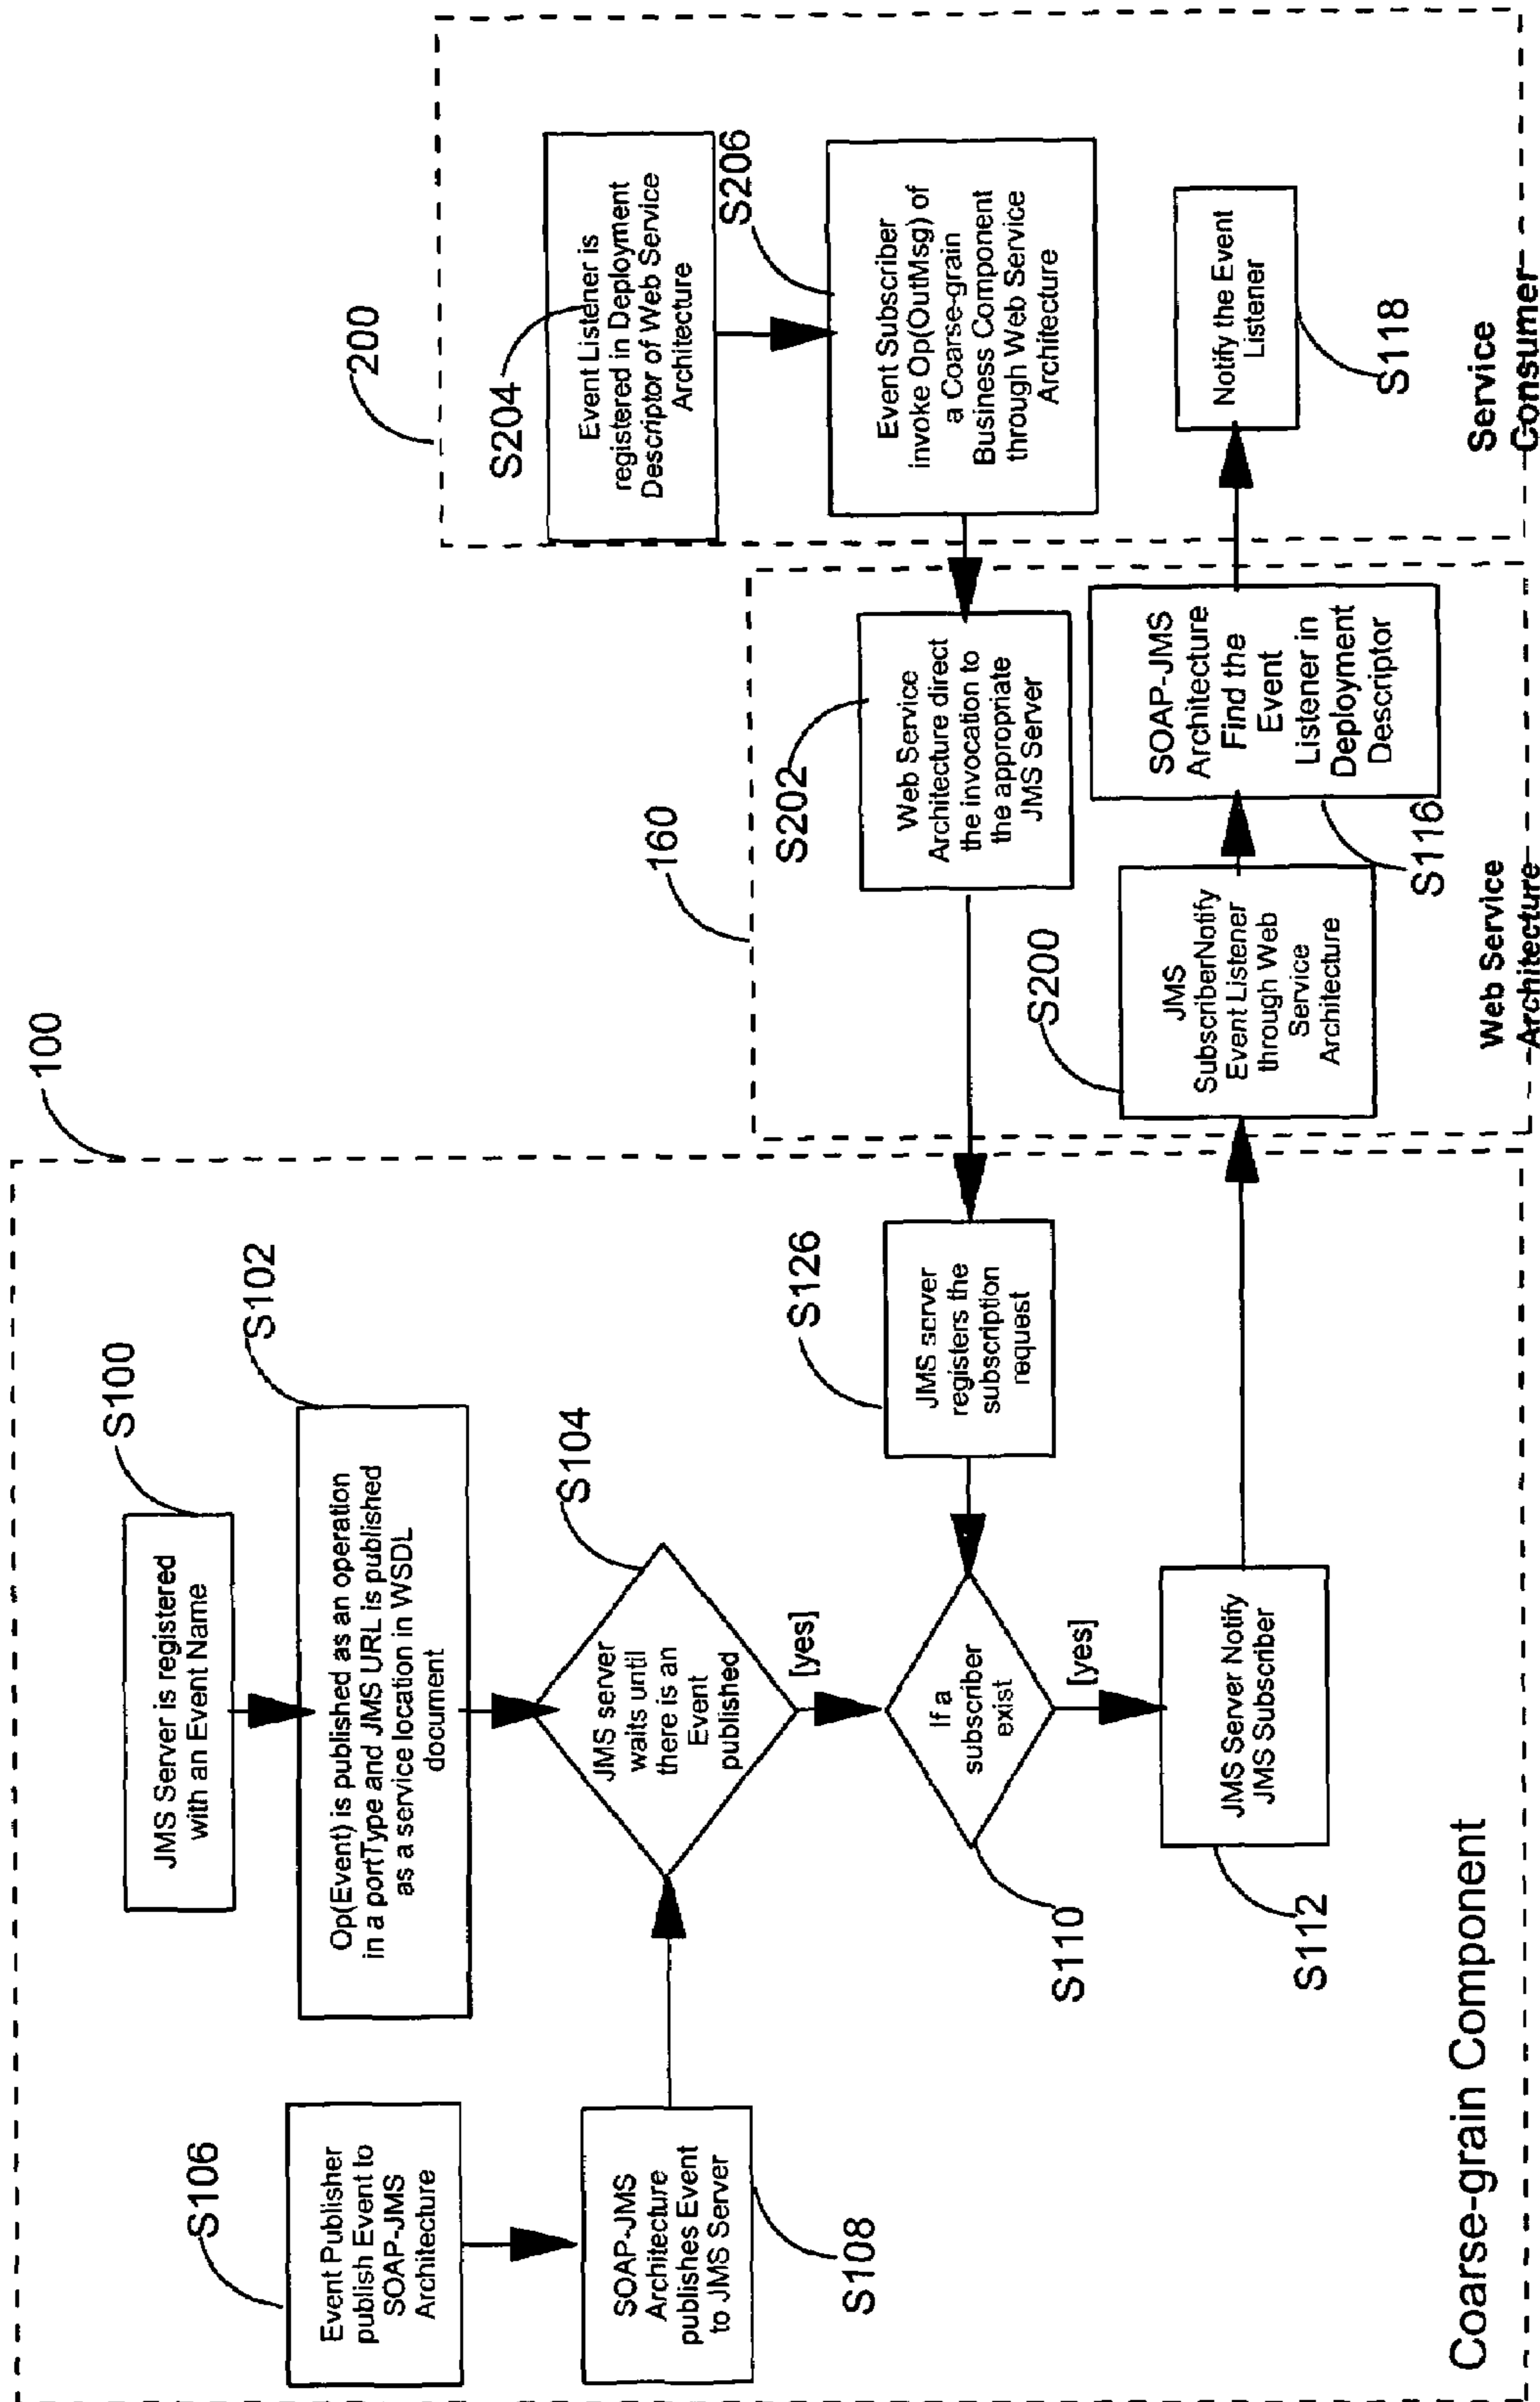 100
S100
JMS Server is registered
with an Event Name
S102
Op(Event) is published as an operation
in a portType and JMS URL is published
as a service location in WSDL
document
S106
Event Publisher
publish Event to
SOAP-JMS
Architecture
SOAP-JMS
Architecture
publishes Event
to JMS Server
S108
S104
JMS server
waits until
there is an
Event
published
[yes]
S126
JMS server
registers the
subscription
request
If a
subscriber
exist
S110
[yes]
JMS Server Notify
JMS Subscriber
S112
Coarse-grain Component
160
S202
Web Service
Architecture direct
the invocation to
the appropriate
JMS Server
S200
JMS
SubscriberNotify
Event Listener
through Web
Service
Architecture
SOAP-JMS
Architecture
Find the
Event
Listener in
Deployment
Descriptor
S116
Web Service
Architecture
200
S204
Event Listener is
registered in Deployment
Descriptor of Web Service
Architecture
S206
Event Subscriber
invoke Op(OutMsg) of
a Coarse-grain
Business Component
through Web Service
Architecture
Notify the Event
Listener
S118
Service
Consumer